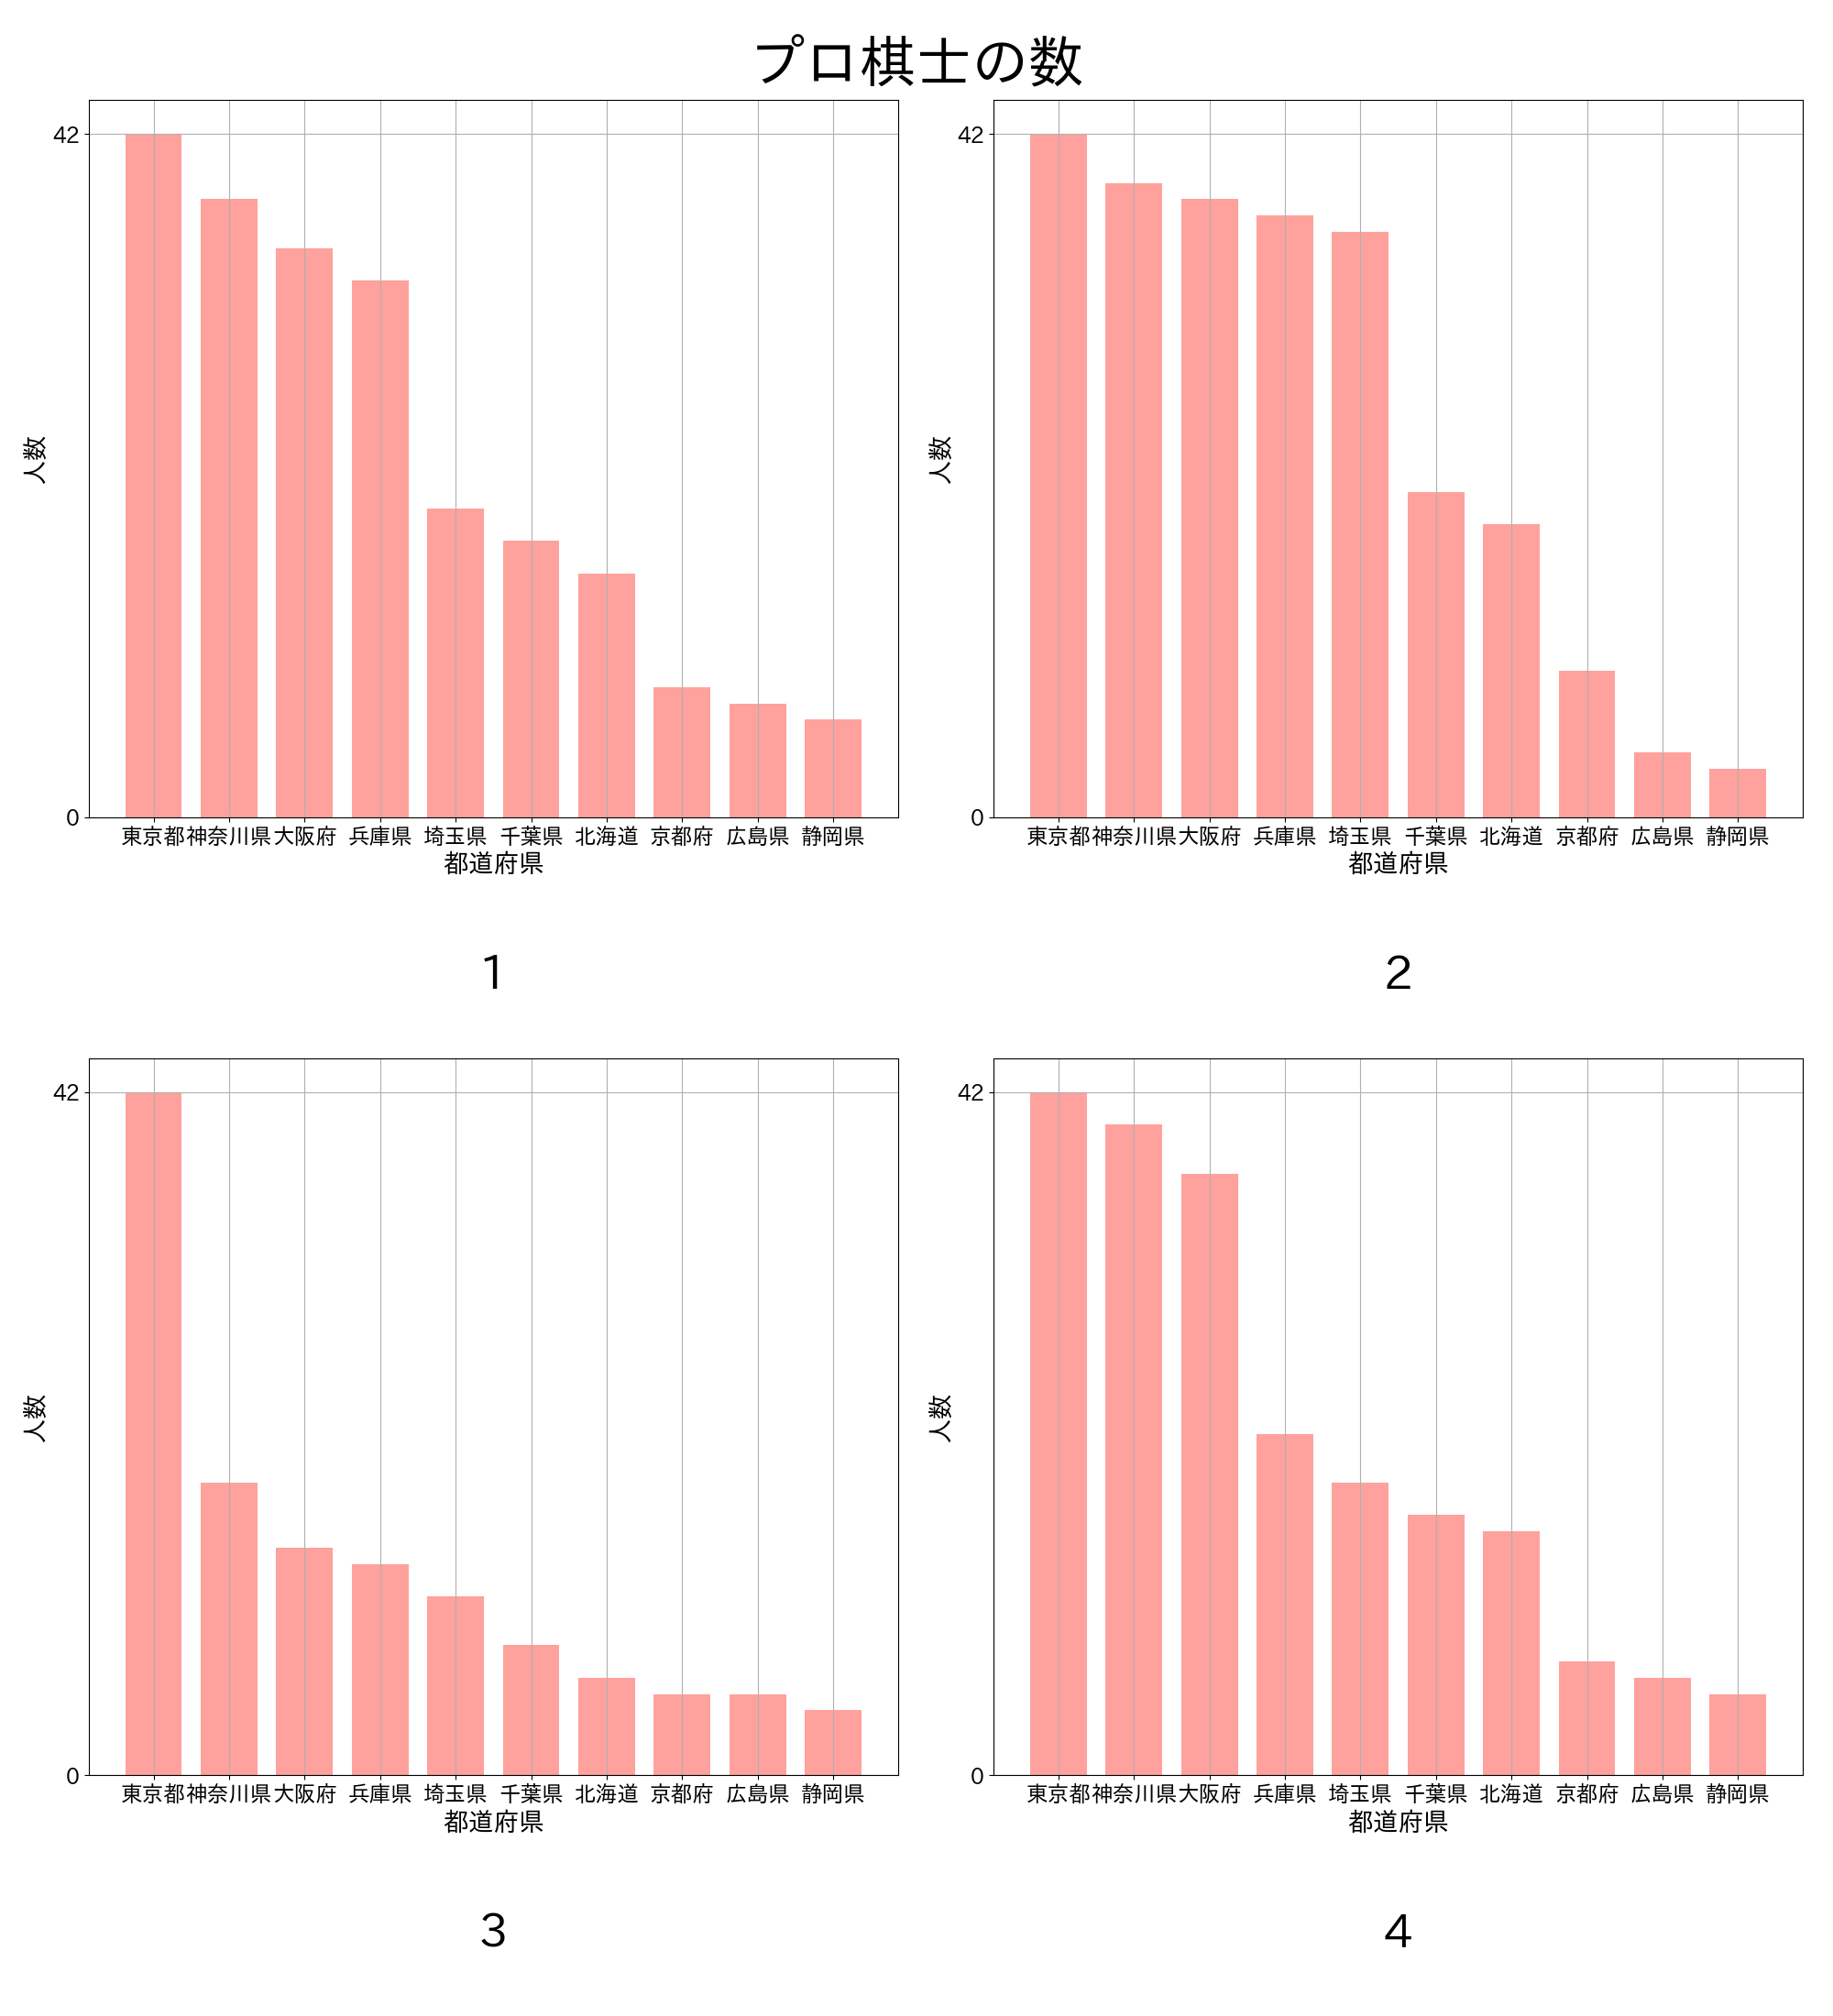 プロ棋士の数
42
0
人数
東京都 神奈川県 大阪府 兵庫県 埼玉県 千葉県 北海道 京都府 広島県 静岡県
都道府県
1
42
0
人数
東京都 神奈川県 大阪府 兵庫県 埼玉県 千葉県 北海道 京都府 広島県 静岡県
都道府県
2
42
0
人数
東京都 神奈川県 大阪府 兵庫県 埼玉県 千葉県 北海道 京都府 広島県 静岡県
都道府県
3
42
0
人数
東京都 神奈川県 大阪府 兵庫県 埼玉県 千葉県 北海道 京都府 広島県 静岡県
都道府県
4